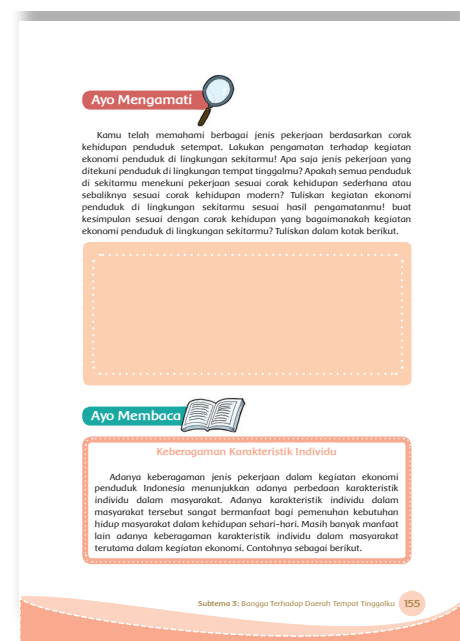 Ayo Mengamati
Kamu telah memahami berbagai jenis pekerjaan berdasarkan corak
kehidupan penduduk setempat. Lakukan pengamatan terhadap kegiatan
ekonomi penduduk di lingkungan sekitarmu! Apa saja jenis pekerjaan yang
ditekuni penduduk di lingkungan tempat tinggalmu? Apakah semua penduduk
di sekitarmu menekuni pekerjaan sesuai corak kehidupan sederhana atau
sebaliknya sesuai corak kehidupan modern? Tuliskan kegiatan ekonomi
penduduk di lingkungan sekitarmu sesuai hasil pengamatanmu! buat
kesimpulan sesuai dengan corak kehidupan yang bagaimanakah kegiatan
ekonomi penduduk di lingkungan sekitarmu? Tuliskan dalam kotak berikut.
Ayo Membaca
Keberagaman Karakteristik Individu
Adanya keberagaman jenis pekerjaan dalam kegiatan ekonomi
penduduk Indonesia menunjukkan adanya perbedaan karakteristik
individu dalam masyarakat. Adanya karakteristik individu dalam
masyarakat tersebut sangat bermanfaat bagi pemenuhan kebutuhan
hidup masyarakat dalam kehidupan sehari-hari. Masih banyak manfaat
lain adanya keberagaman karakteristik individu dalam masyarakat
terutama dalam kegiatan ekonomi. Contohnya sebagai berikut.
Subtema 3: Bangga Terhadap Daerah Tempat Tinggalku 155